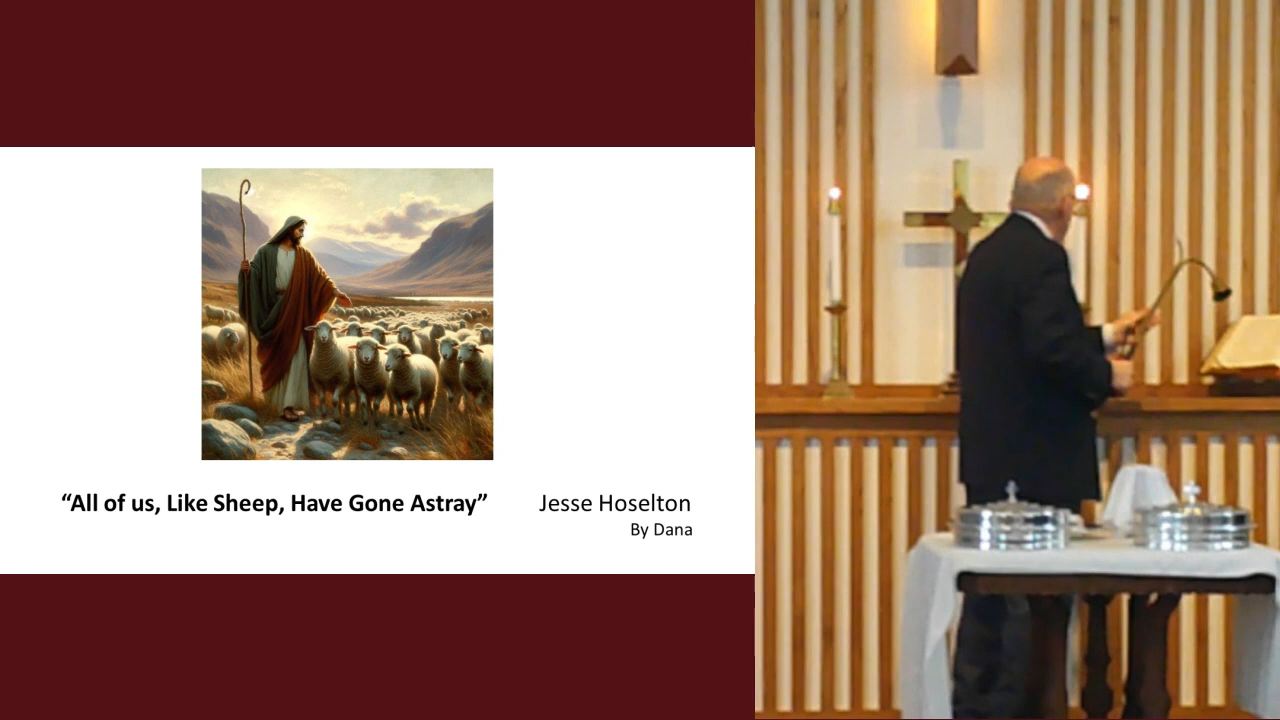 “All of us, Like Sheep, Have Gone Astray” Jesse Hoselton
By Dana